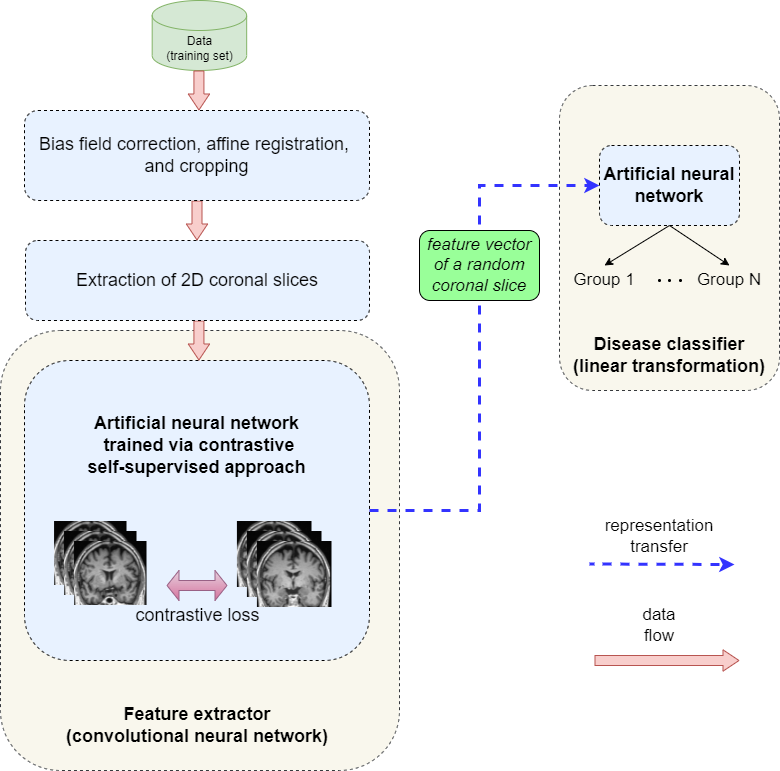 Data
(training set)
Bias field correction, affine registration,
and cropping
Extraction of 2D coronal slices
Artificial neural network
trained via contrastive
self-supervised approach
contrastive loss
Feature extractor
(convolutional neural network)
feature vector
of a random
coronal slice
Artificial neural
network
Group 1 ··· Group N
Disease classifier
(linear transformation)
representation
transfer
data
flow